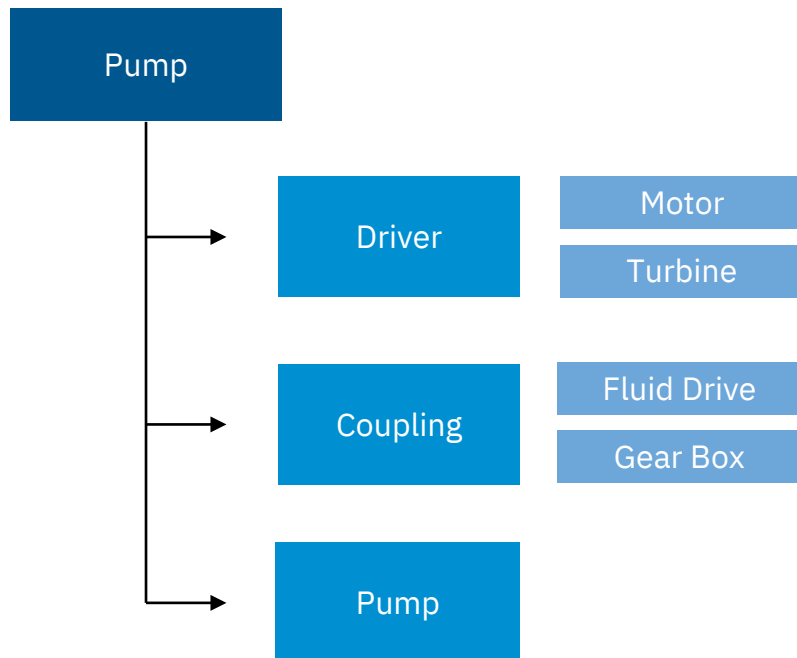 Pump
Driver
Motor
Turbine
Coupling
Fluid Drive
Gear Box
Pump